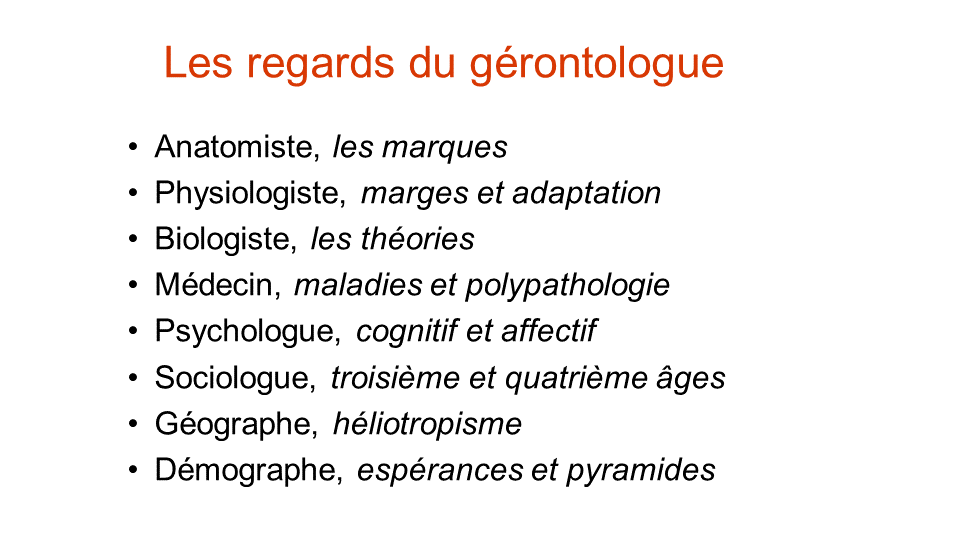 Les regards du gérontologue
• Anatomiste, les marques
• Physiologiste, marges et adaptation
• Biologiste, les théories
• Médecin, maladies et polypathologie
• Psychologue, cognitif et affectif
• Sociologue, troisième et quatrième âges
• Géographe, héliotropisme
• Démographe, espérances et pyramides